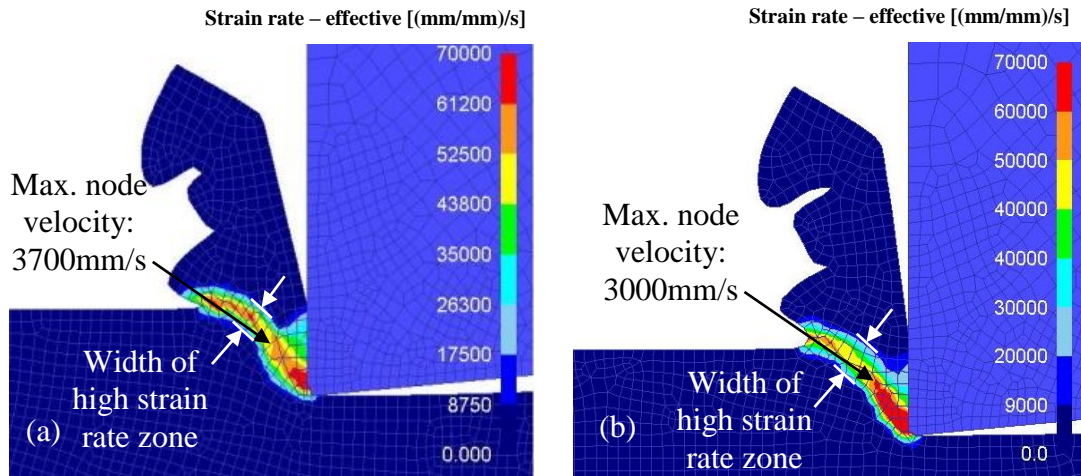 Strain rate – effective [(mm/mm)/s]
70000
61200
52500
43800
35000
26300
17500
8750
0.000
Max. node
velocity:
3700mm/s
Width of
high strain
rate zone
(a)
Strain rate – effective [(mm/mm)/s]
70000
60000
50000
40000
30000
20000
9000
0.0
Max. node
velocity:
3000mm/s
Width of
high strain
rate zone
(b)